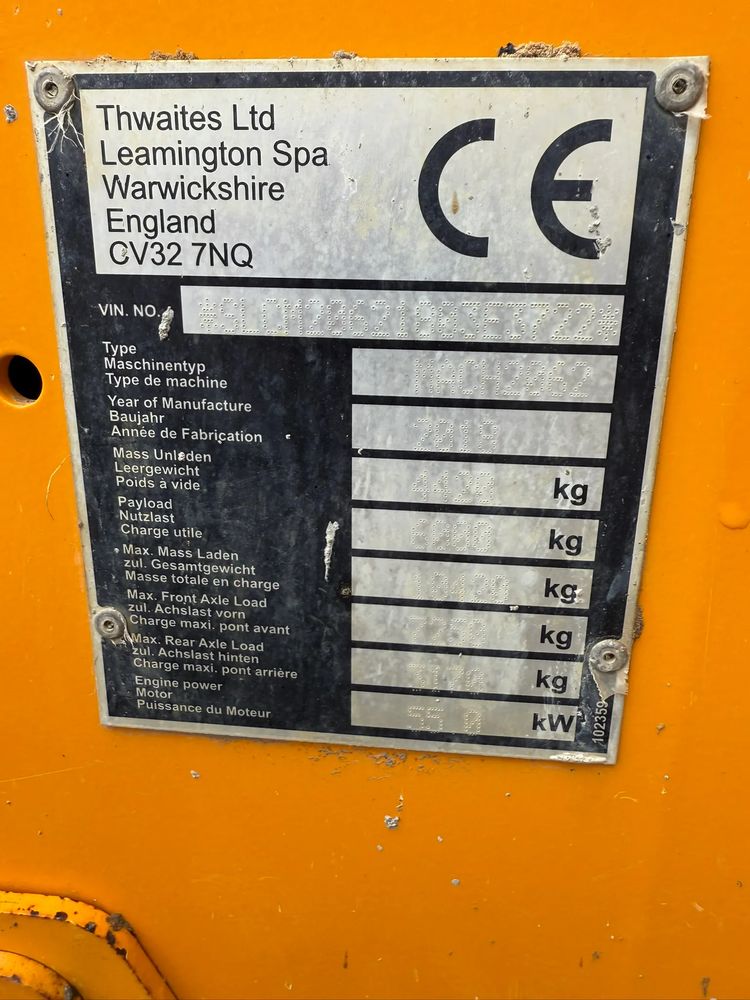 Thwaites Ltd
Leamington Spa
Warwickshire
England
CV32 7NQ
CE
VIN. NO.
Type
Maschinentyp
Type de machine
MACH2062
Year of Manufacture
Baujahr
Année de Fabrication
Mass Unladen
Leergewicht
Poids à vide
kg
Payload
Nutzlast
Charge utile
6000 kg
Max. Mass Laden
zul. Gesamtgewicht
Masse totale en charge
kg
Max. Front Axle Load
zul. Achslast vorn
Charge maxi. pont avant
kg
Max. Rear Axle Load
zul. Achslast hinten
Charge maxi. pont arrière
kg
Engine power
Motor
Puissance du Moteur
kW
102359